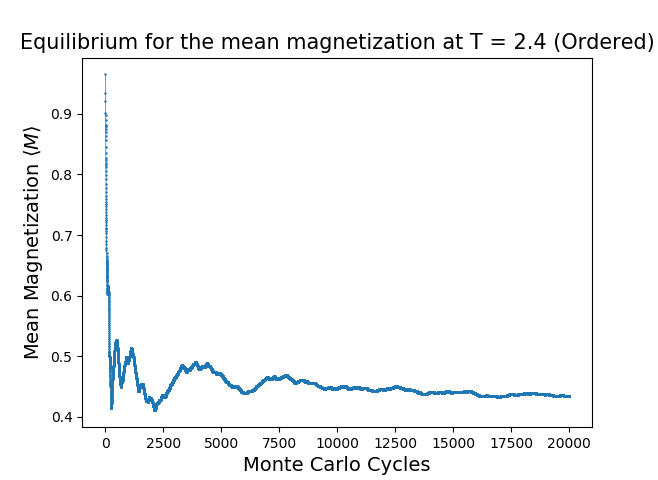 Equilibrium for the mean magnetization at T = 2.4 (Ordered)
Mean Magnetization ⟨M⟩
0.9
0.8
0.7
0.6
0.5
0.4
0 2500 5000 7500 10000 12500 15000 17500 20000
Monte Carlo Cycles